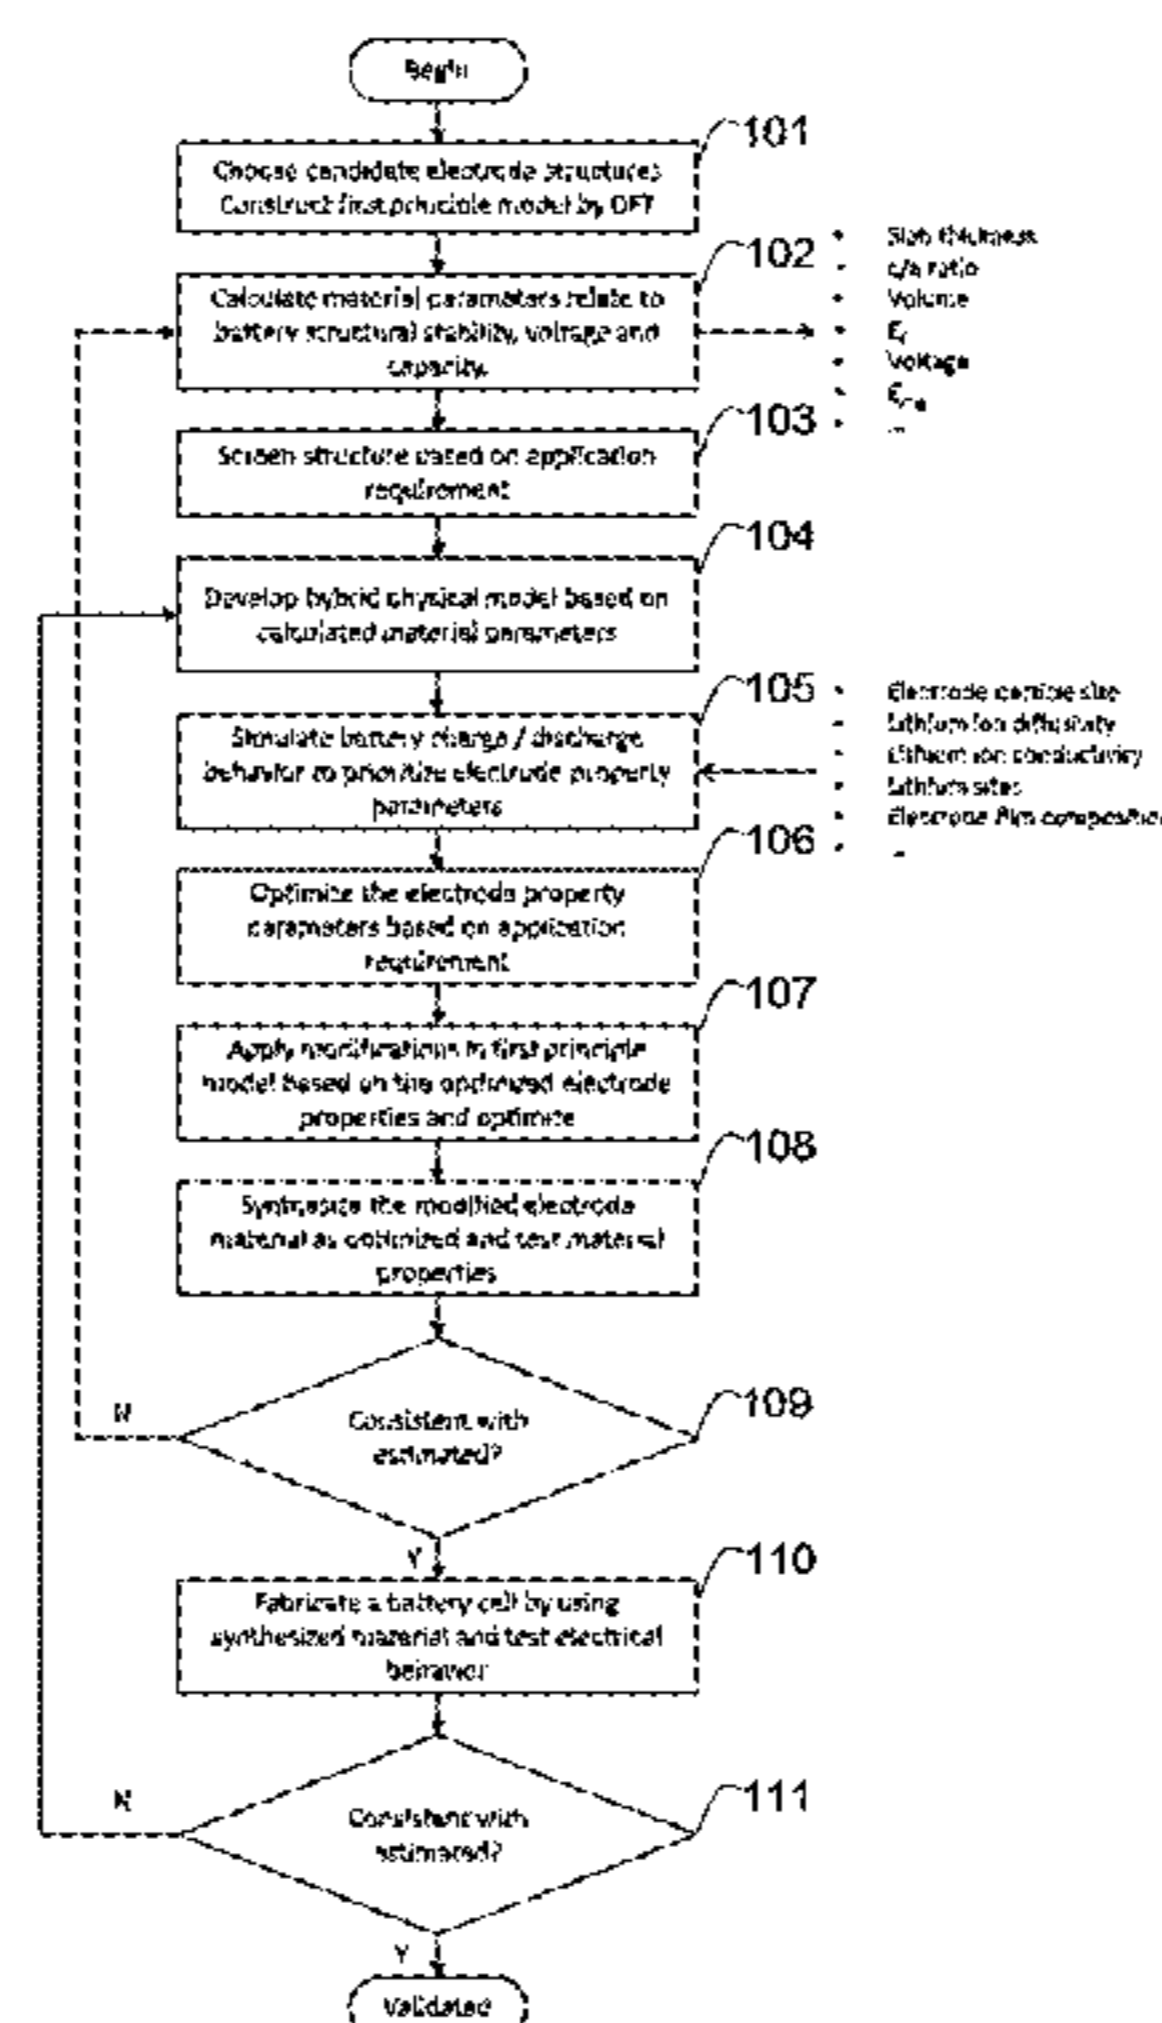 Begin
101
Choose candidate electrode structures
Construct first principle model by DFT
102
Calculate material parameters relate to
battery structural stability, voltage and
capacity.
• Slab thickness
• c/a ratio
• Volume
• Ef
• Voltage
•
• ...
103
Screen structure based on application
requirement
104
Develop hybrid physical model based on
calculated material parameters
105
Simulate battery charge / discharge
behavior to prioritize electrode property
parameters
• Electrode particle size
• Lithium ion diffusivity
• Lithium ion conductivity
• Lithium sites
• Electrode film composition
• ...
106
Optimize the electrode property
parameters based on application
requirement
107
Apply modifications in first principle
model based on the optimized electrode
properties and optimize
108
Synthesize the modified electrode
material as optimized and test material
properties
109
Consistent with
estimated?
N
Y
110
Fabricate a battery cell by using
synthesized material and test electrical
behavior
111
Consistent with
estimated?
N
Y
Validated